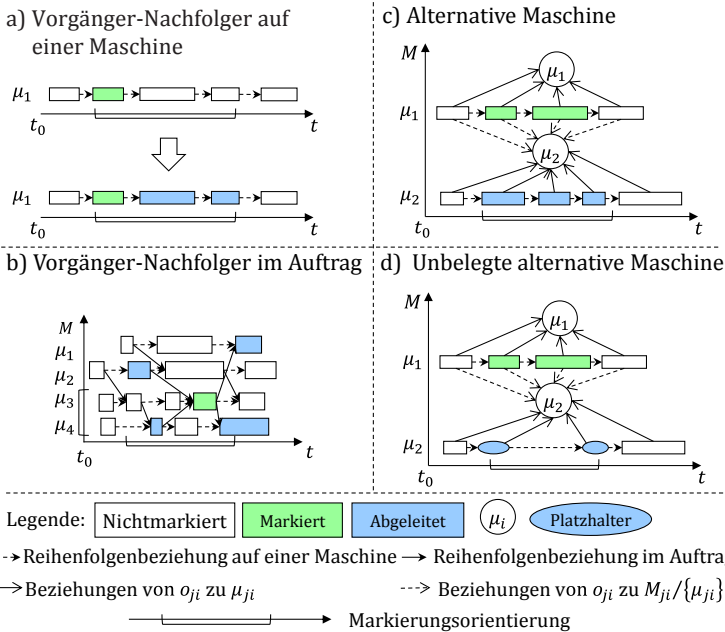 a) Vorgänger-Nachfolger auf
einer Maschine
μ₁
t₀
t
μ₁
t₀
t
c) Alternative Maschine
M
μ₁
μ₁
μ₂
μ₂
t₀
t
b) Vorgänger-Nachfolger im Auftrag
M
μ₁
μ₂
μ₃
μ₄
t₀
t
d) Unbelegte alternative Maschine
M
μ₁
μ₁
μ₂
μ₂
t₀
t
Legende: Nichtmarkiert Markiert Abgeleitet μᵢ Platzhalter
Reihenfolgenbeziehung auf einer Maschine Reihenfolgenbeziehung im Auftra
Beziehungen von oⱼᵢ zu μⱼᵢ Beziehungen von oⱼᵢ zu Mⱼᵢ/{μⱼᵢ}
Markierungsorientierung